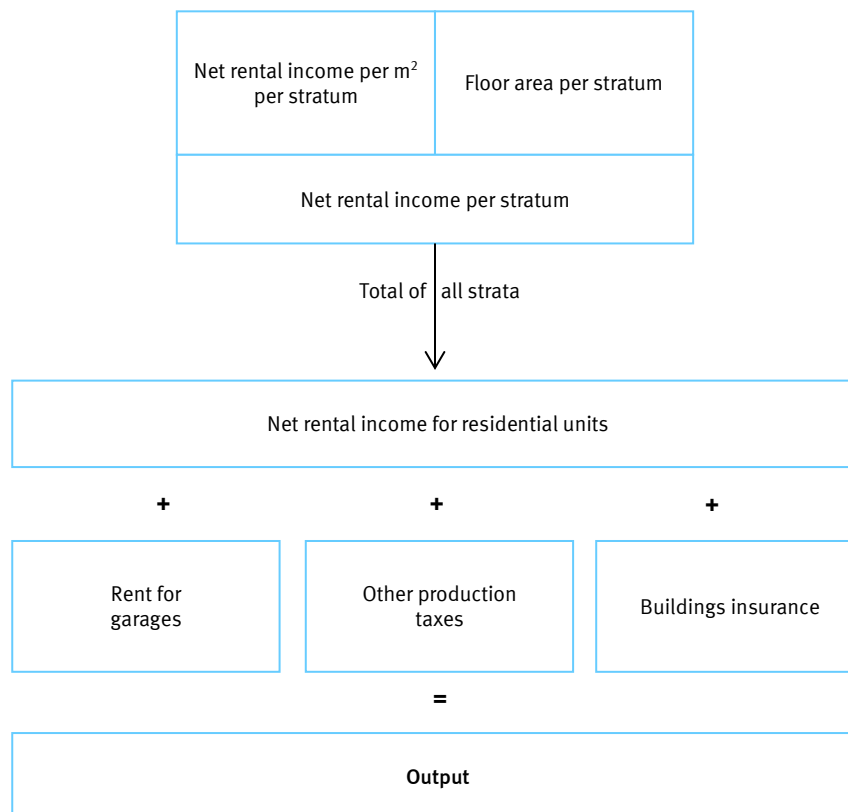 Net rental income per m²
per stratum
Floor area per stratum
Net rental income per stratum
Total of all strata
Net rental income for residential units
+ + +
Rent for
garages
Other production
taxes
Buildings insurance
=
Output